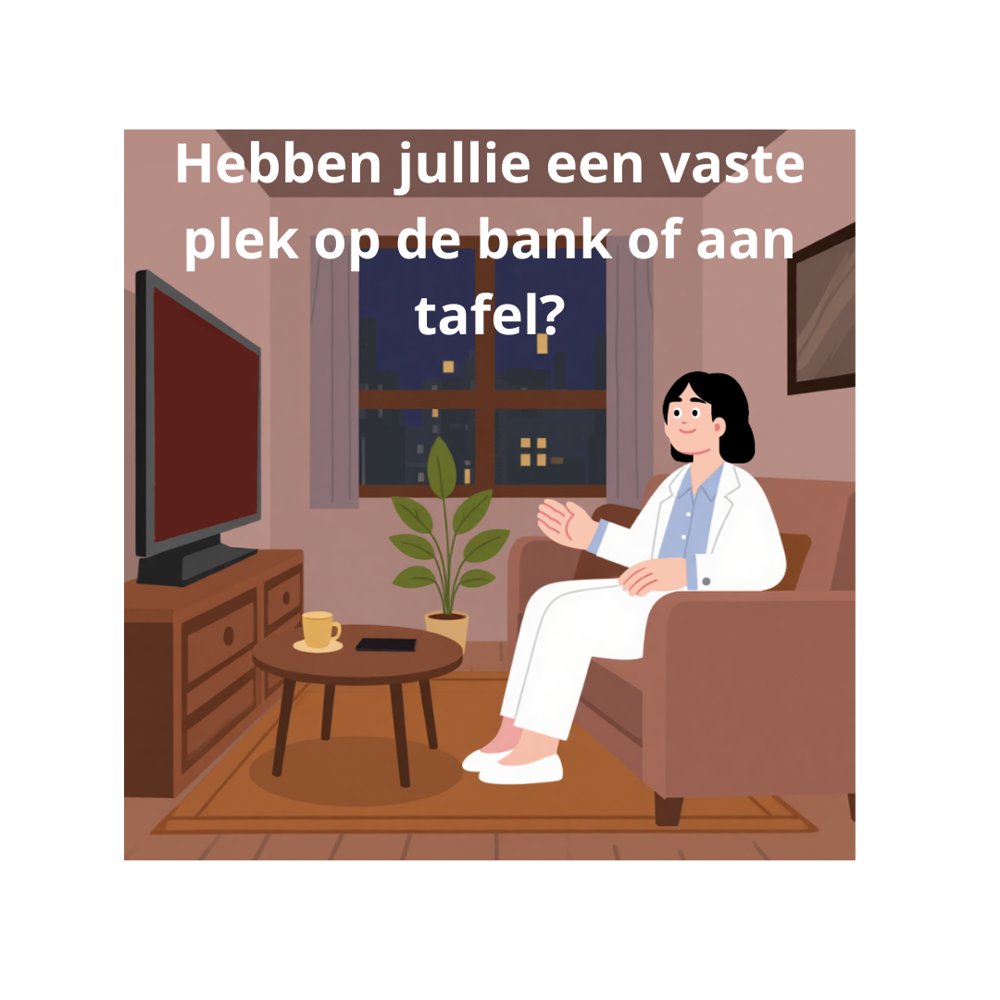 Hebben jullie een vaste
plek op de bank of aan
tafel?